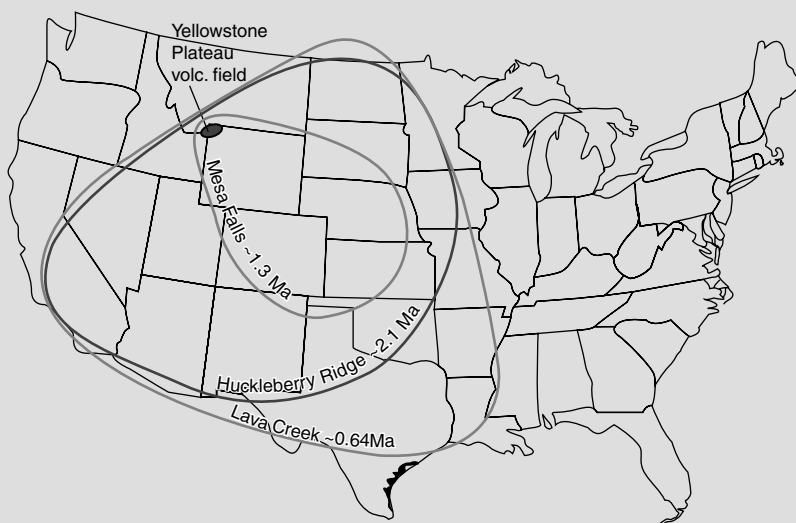 Yellowstone
Plateau
volc. field
Mesa Falls ~1.3 Ma
Huckleberry Ridge ~2.1 Ma
Lava Creek ~0.64Ma